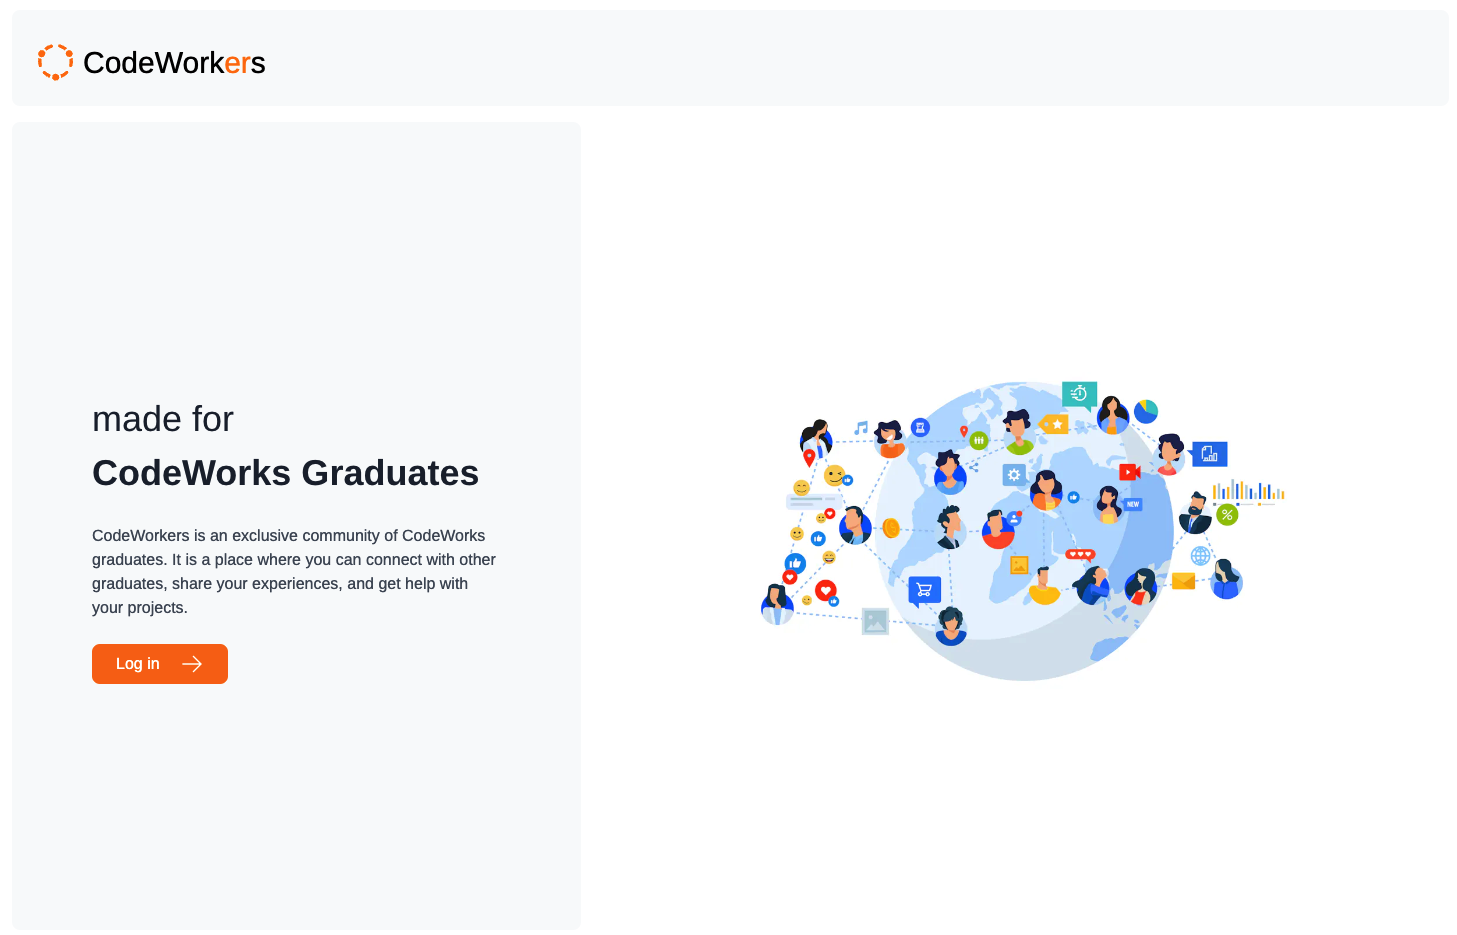 CodeWorkers
made for
CodeWorks Graduates
CodeWorkers is an exclusive community of CodeWorks
graduates. It is a place where you can connect with other
graduates, share your experiences, and get help with
your projects.
Log in
NEW
%